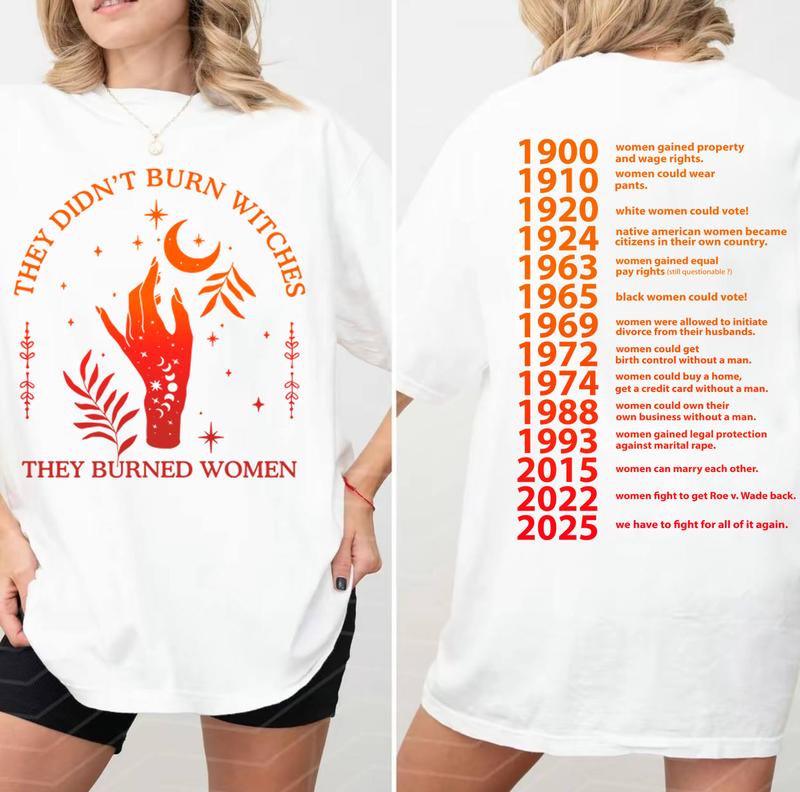 THEY DIDN'T BURN WITCHES
THEY BURNED WOMEN
1900 women gained property
and wage rights.
1910 women could wear
pants.
1920 white women could vote!
1924 native american women became
citizens in their own country.
1963 women gained equal
pay rights (still questionable ?)
1965 black women could vote!
1969 women were allowed to initiate
divorce from their husbands.
1972 women could get
birth control without a man.
1974 women could buy a home,
get a credit card without a man.
1988 women could own their
own business without a man.
1993 women gained legal protection
against marital rape.
2015 women can marry each other.
2022 women fight to get Roe v. Wade back.
2025 we have to fight for all of it again.